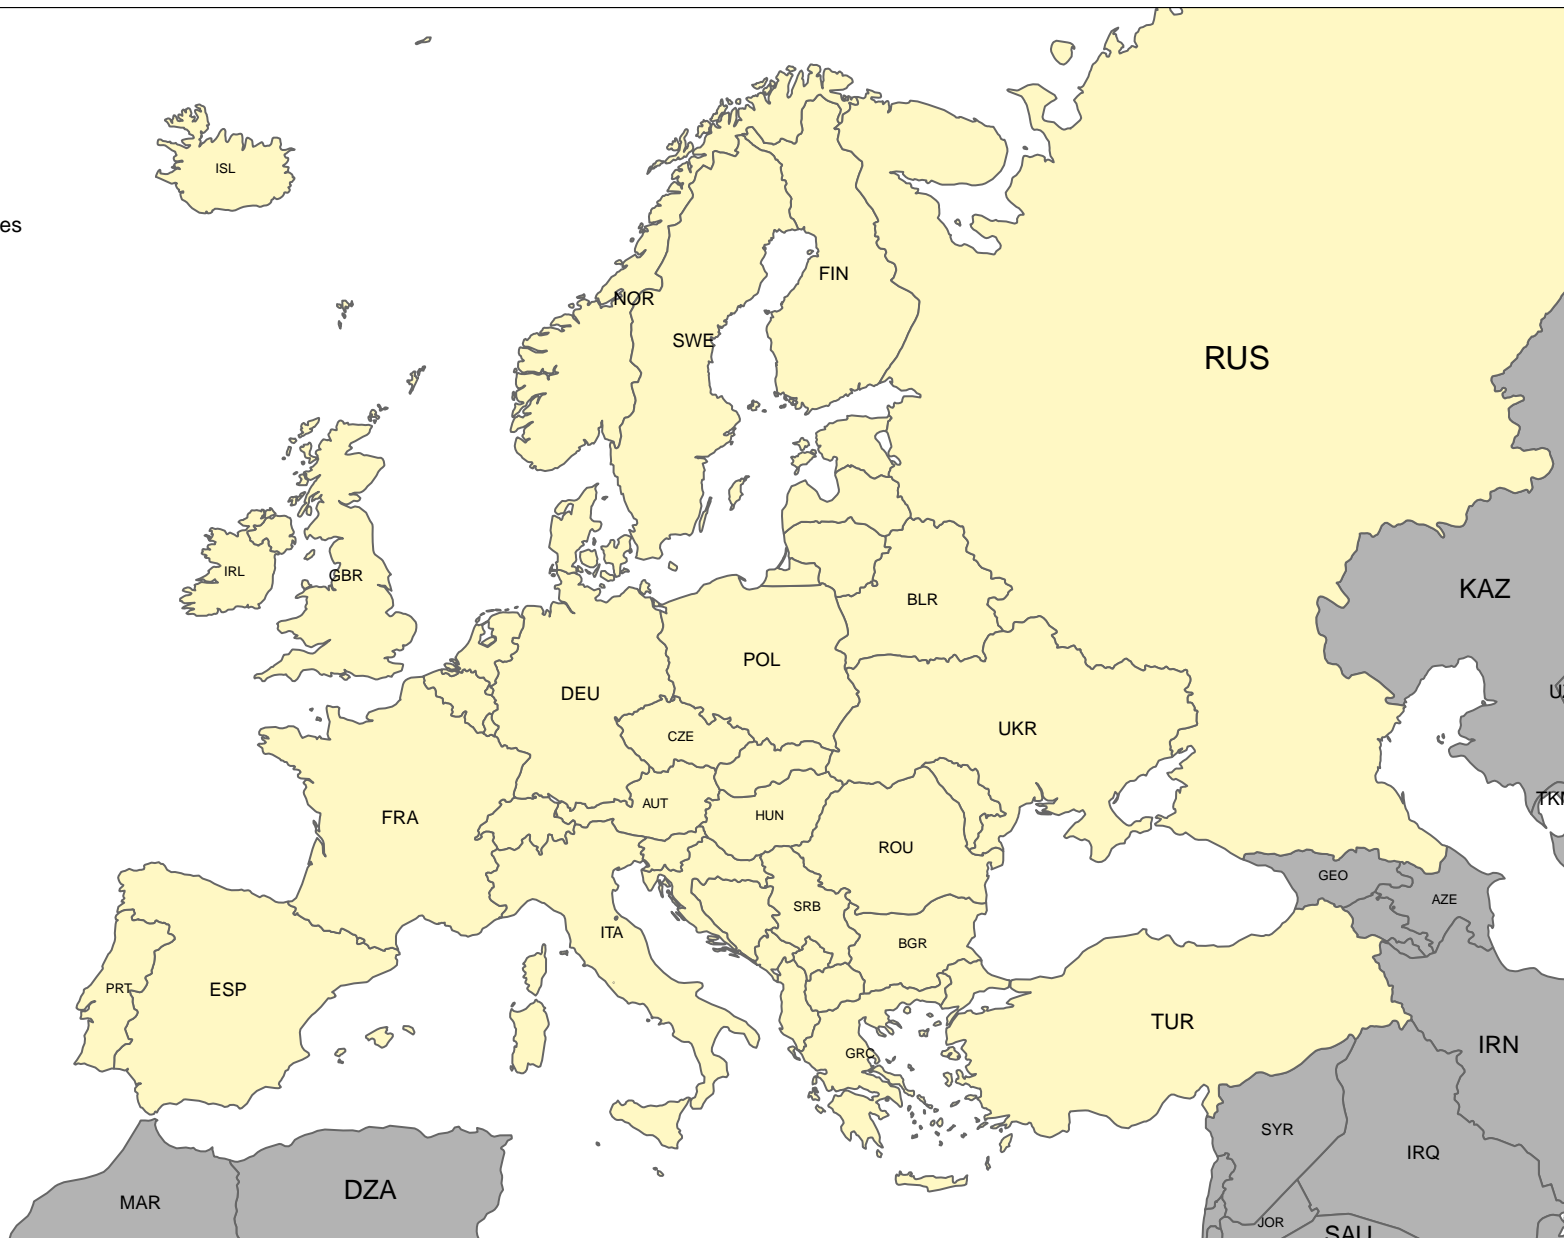 ISL
es
FIN
NOR
SWE
RUS
IRL
GBR
KAZ
BLR
POL
DEU
UKR
CZE
AUT
HUN
FRA
ROU
GEO
AZE
SRB
ITA
BGR
PRT
ESP
TUR
IRN
GRC
SYR
IRQ
MAR
DZA
JOR